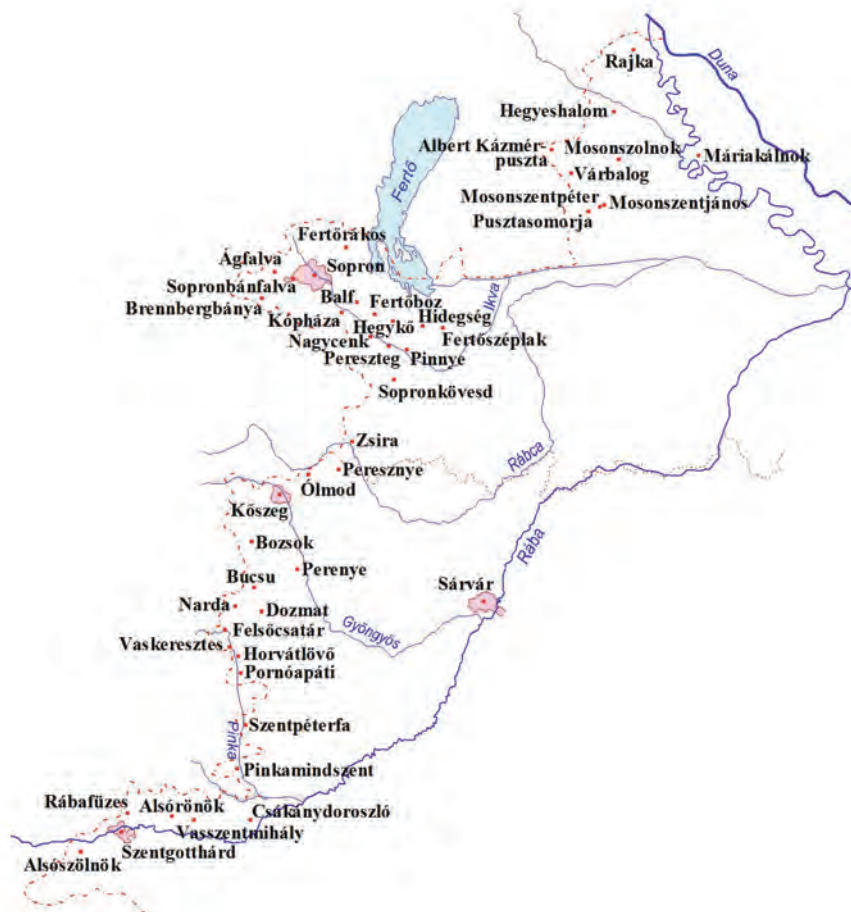 Rajka
Duna
Hegyeshalom
Albert Kázmér-
puszta
Mosonszolnok
Máriakálnok
Várbalog
Fertő
Mosonszentpéter
Mosonszentjános
Pusztasomorja
Fertőrákos
Ágfalva
Sopron
Sopronbánfalva
Balf
Fertőboz
Ikva
Brennbergbánya
Kópháza
Hegykő
Hidegség
Nagycenk
Fertőszéplak
Pereszteg
Pinnye
Sopronkövesd
Zsira
Peresznye
Rábca
Ólmod
Kőszeg
Bozsok
Rába
Perenye
Bucsu
Sárvár
Narda
Dozmat
Gyöngyös
Felsőcsatár
Vaskeresztes
Horvátlövő
Pornóapáti
Pinka
Szentpéterfa
Pinkamindszent
Rábafüzes
Alsórönök
Csákánydoroszló
Vasszentmihály
Szentgotthárd
Alsószölnök